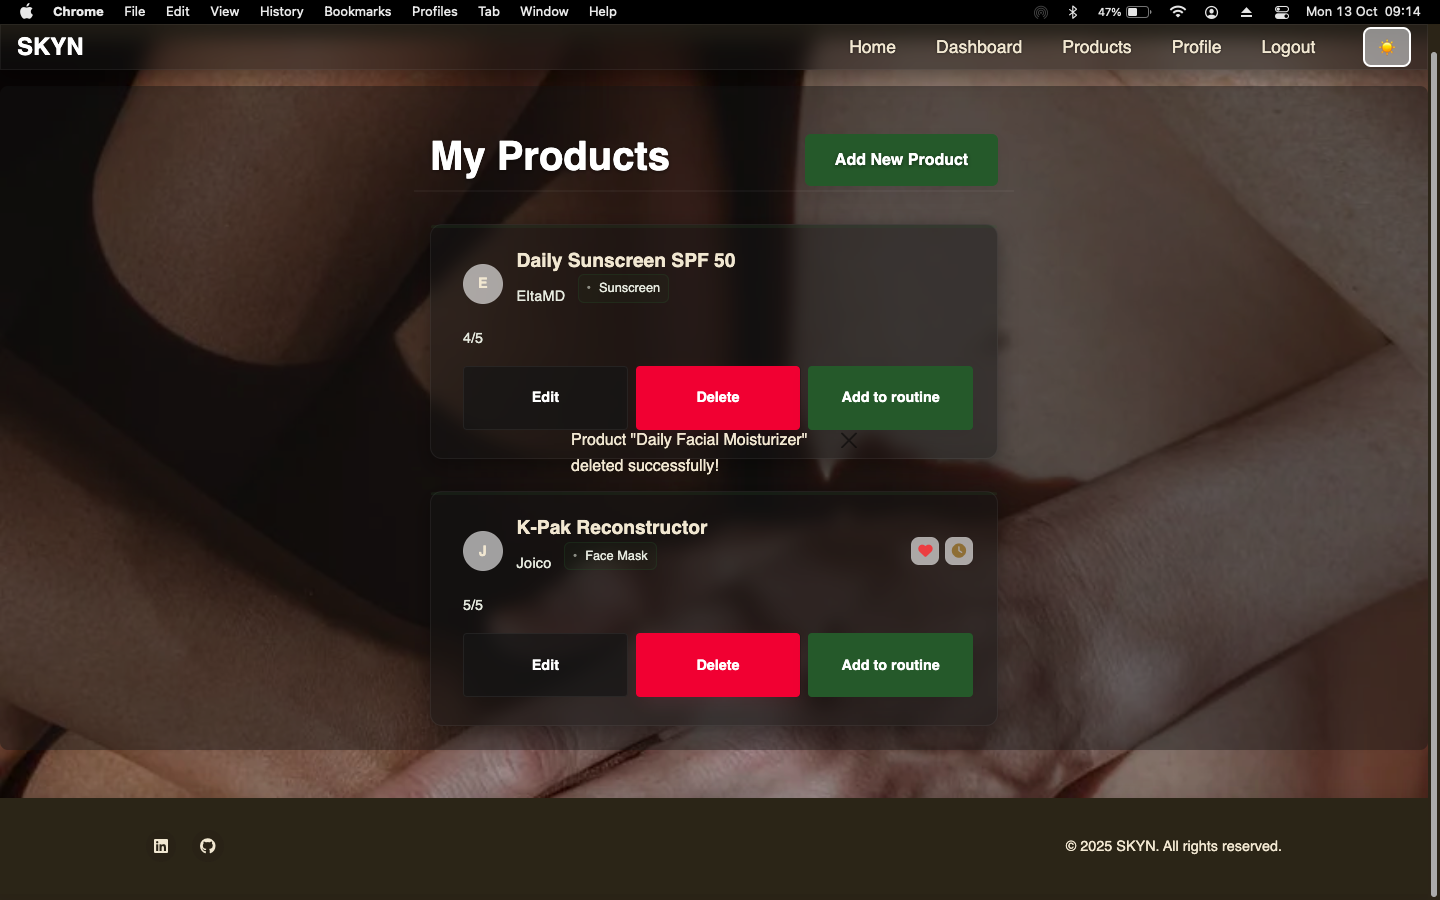 Chrome File Edit View History Bookmarks Profiles Tab Window Help 47% Mon 13 Oct 09:14
SKYN Home Dashboard Products Profile Logout
My Products Add New Product
Daily Sunscreen SPF 50
E
EltaMD • Sunscreen
4/5
Edit Delete Add to routine
Product "Daily Facial Moisturizer"
deleted successfully!
K-Pak Reconstructor
J
Joico • Face Mask
5/5
Edit Delete Add to routine
© 2025 SKYN. All rights reserved.